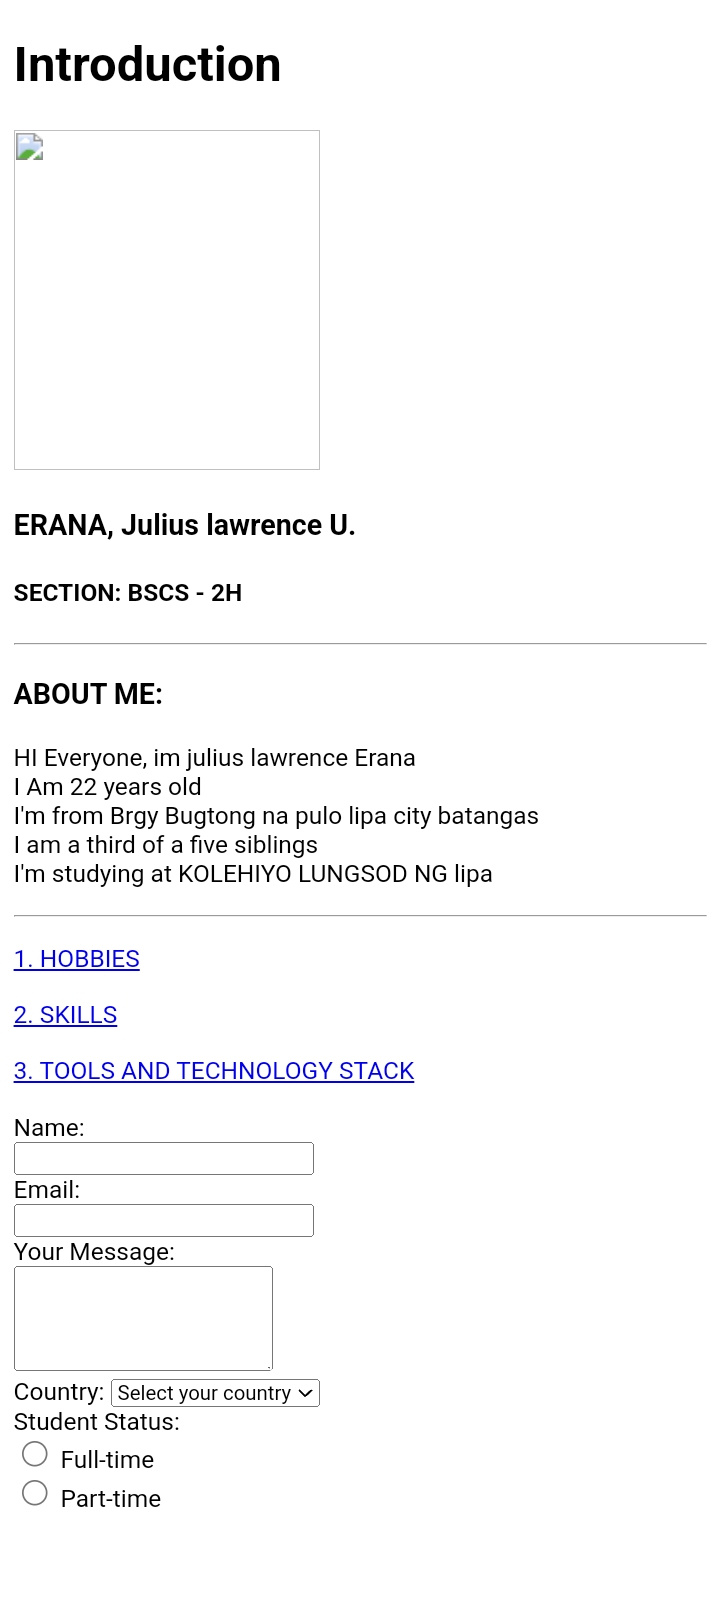 Introduction
ERANA, Julius lawrence U.
SECTION: BSCS - 2H
ABOUT ME:
HI Everyone, im julius lawrence Erana
I Am 22 years old
I'm from Brgy Bugtong na pulo lipa city batangas
I am a third of a five siblings
I'm studying at KOLEHIYO LUNGSOD NG lipa
1. HOBBIES
2. SKILLS
3. TOOLS AND TECHNOLOGY STACK
Name:
Email:
Your Message:
Country: Select your country
Student Status:
Full-time
Part-time